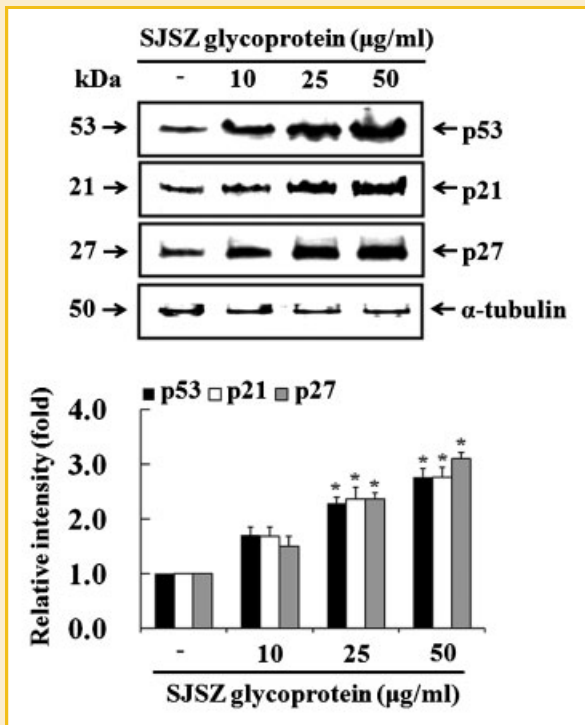 SJSZ glycoprotein (μg/ml)
kDa - 10 25 50
53 → ← p53
21 → ← p21
27 → ← p27
50 → ← α-tubulin
p53 p21 p27
Relative intensity (fold)
4.0
3.0
2.0
1.0
0.0
* * * * * *
- 10 25 50
SJSZ glycoprotein (μg/ml)